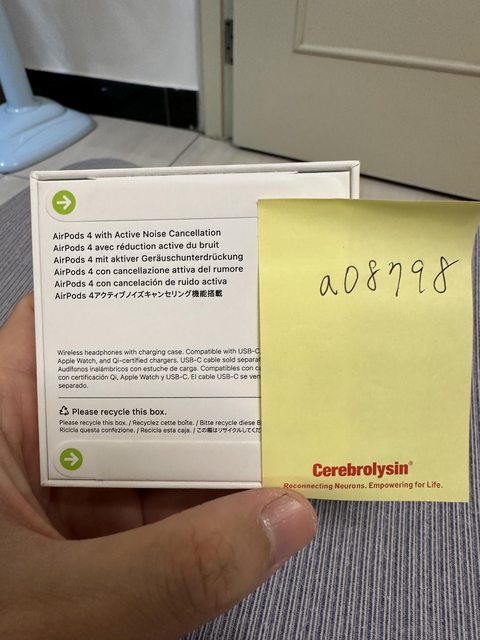 AirPods 4 with Active Noise Cancellation
AirPods 4 avec réduction active du bruit
AirPods 4 mit aktiver Geräuschunterdrückung
AirPods 4 con cancellazione attiva del rumore
AirPods 4 con cancelación de ruido activa
AirPods 4アクティブノイズキャンセリング機能搭載
Wireless headphones with charging case. Compatible with USB-C
Apple Watch, and Qi-certified chargers. USB-C cable sold
Audífonos inalámbricos con estuche de carga. Compatibles con
con certificación Qi, Apple Watch y USB-C. El cable USB-C se
separado.
Please recycle this box.
Please recycle this box. / Recyclez cette boîte. / Bitte recycle diese
Ricicla questa confezione. / Recicla esta caja. / この箱はリサイクルして
a08798
Cerebrolysin®
Reconnecting Neurons. Empowering for Life.